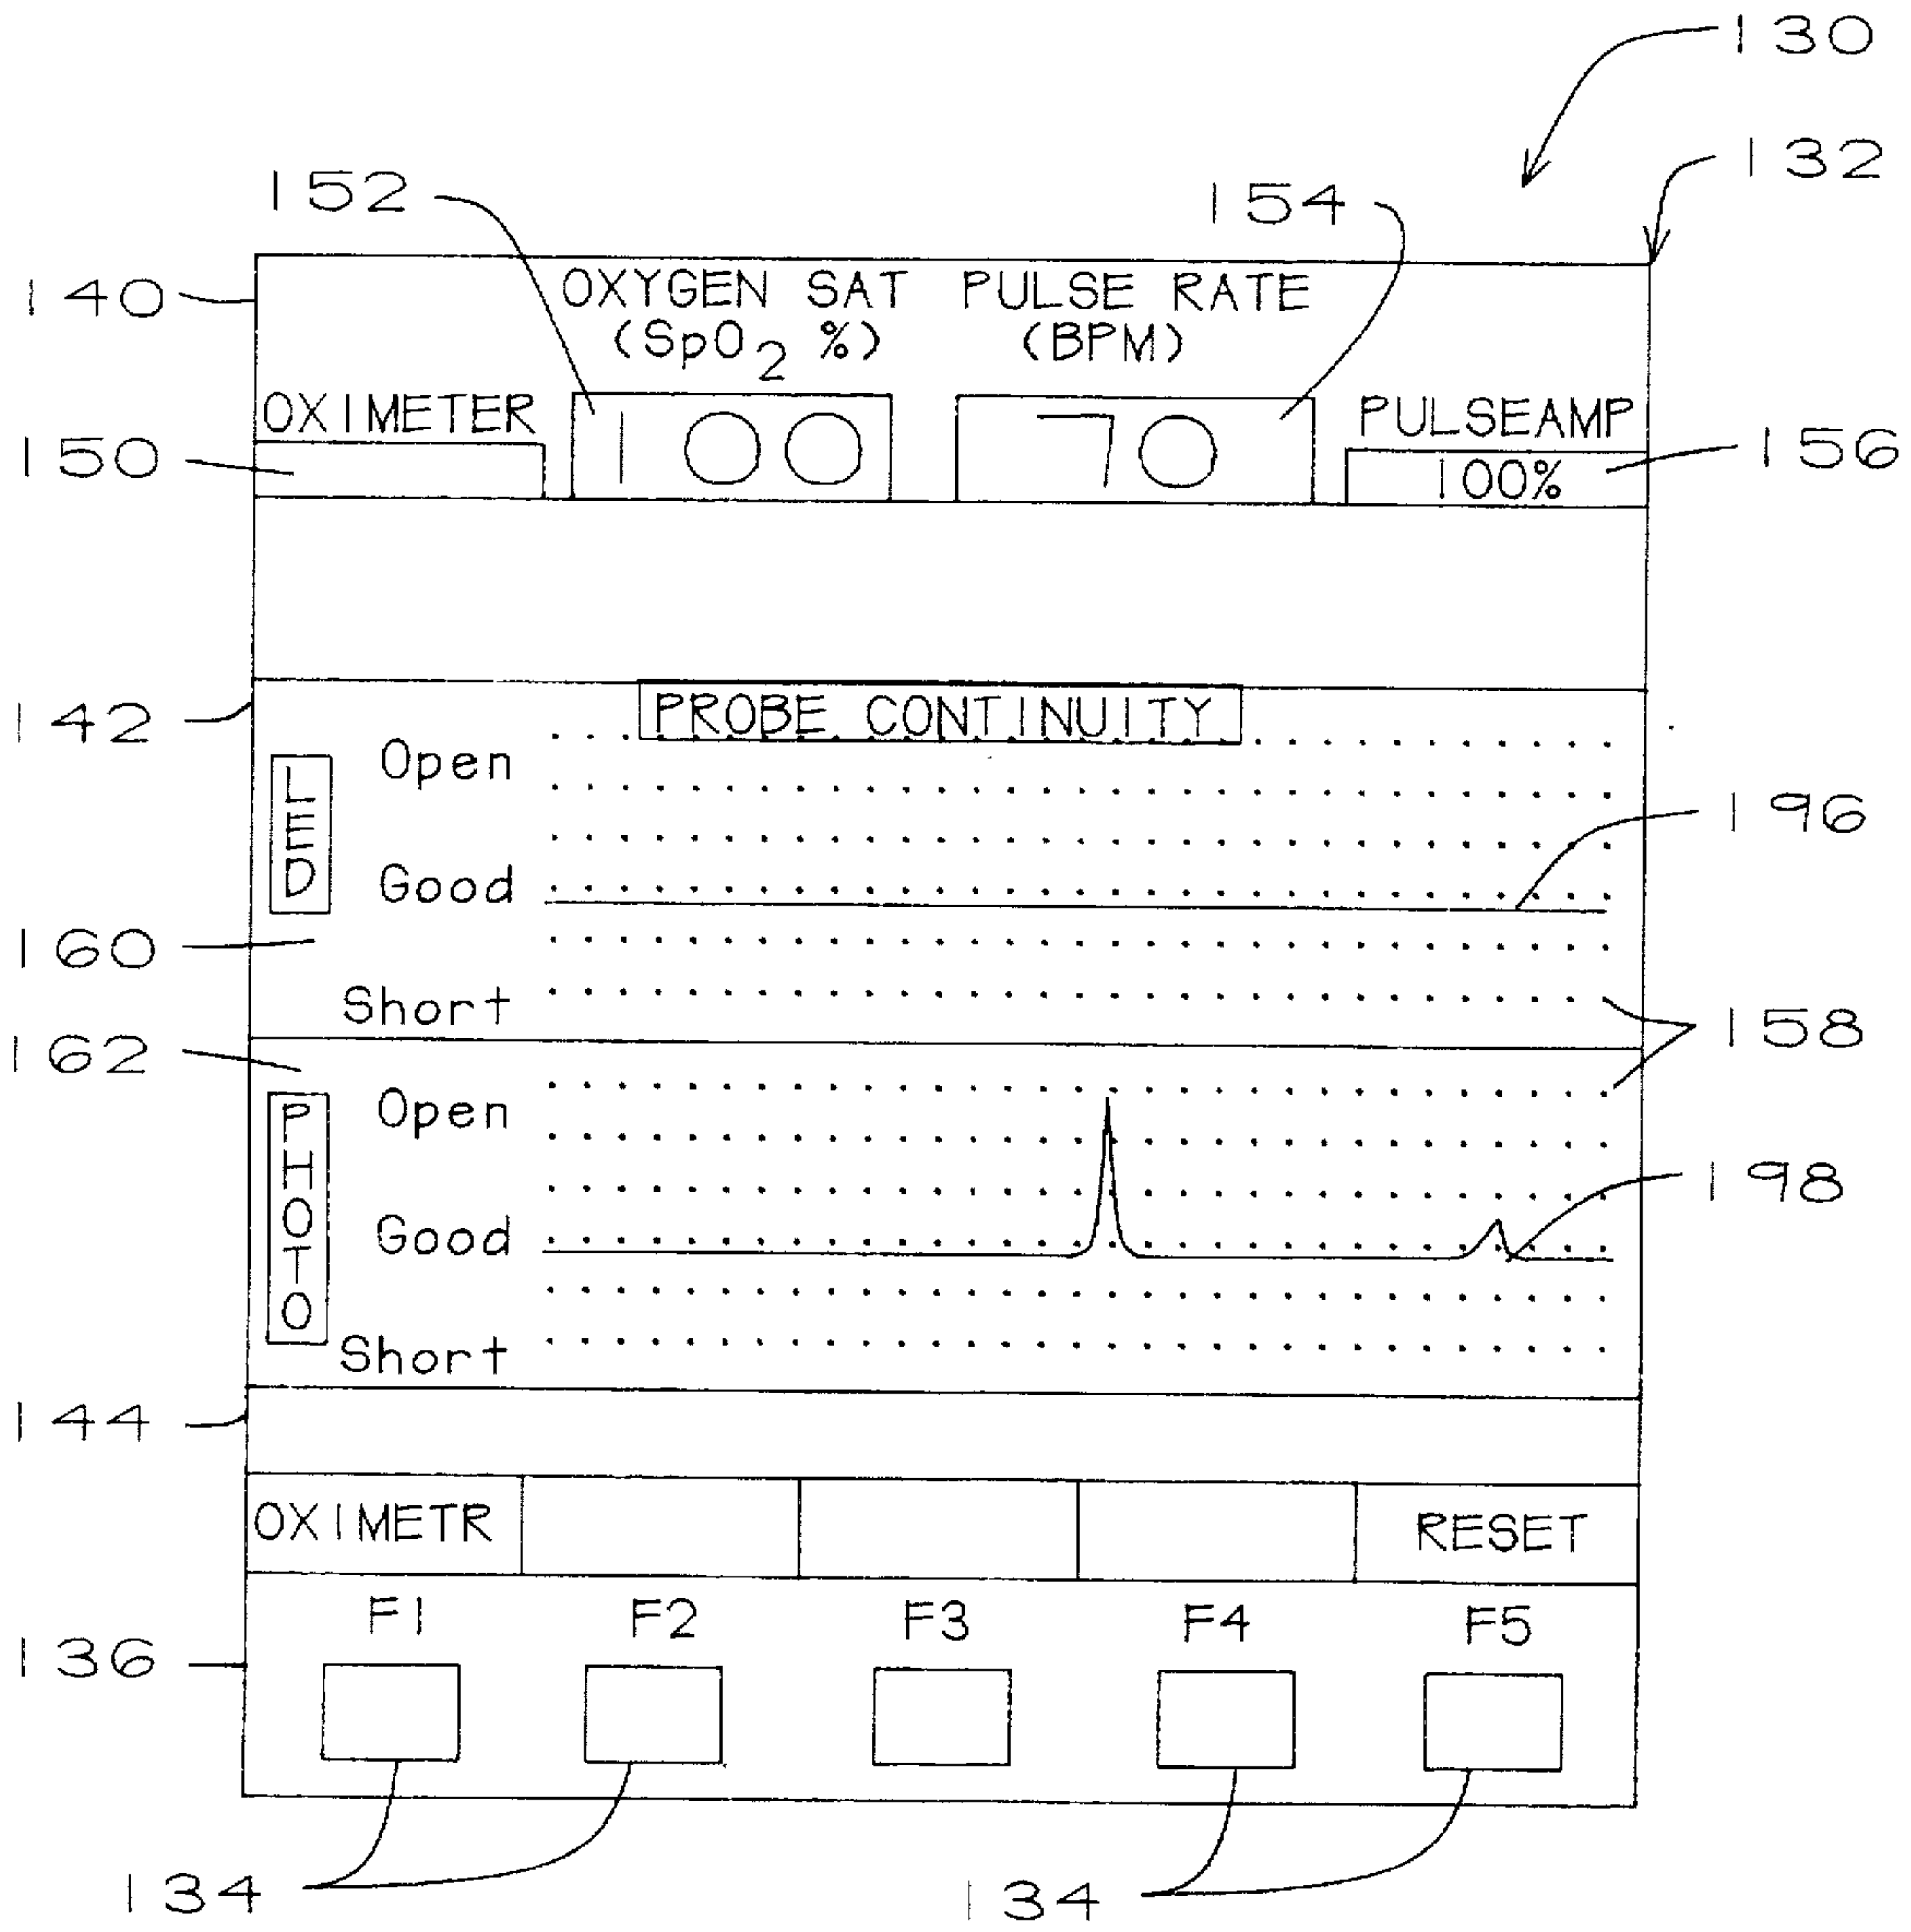 130
132
152
154
140
OXYGEN SAT PULSE RATE
(SpO₂ %) (BPM)
OXIMETER
PULSEAMP
150
100
70
100%
156
142
PROBE CONTINUITY
Open
LED
196
Good
160
Short
158
162
Open
PHOTO
198
Good
Short
144
OXIMETR
RESET
F1 F2 F3 F4 F5
136
134
134